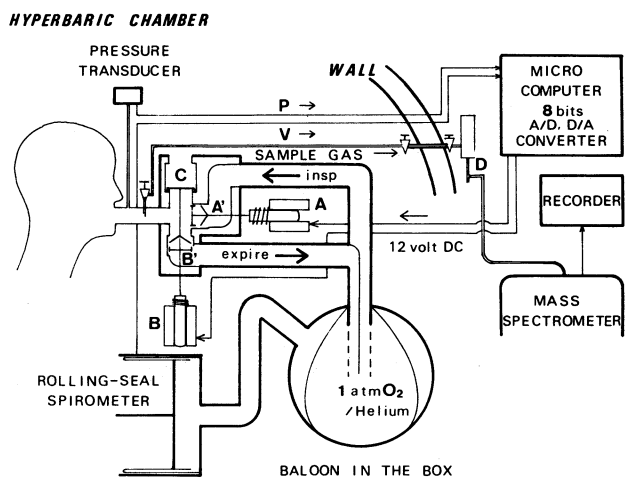 HYPERBARIC CHAMBER
PRESSURE
TRANSDUCER
WALL
MICRO
COMPUTER
8 bits
A/D, D/A
CONVERTER
P →
V →
SAMPLE GAS →
D
C
← insp
A'
A
←
RECORDER
12 volt DC
B'
expire →
B
MASS
SPECTROMETER
ROLLING-SEAL
SPIROMETER
1 atm O2
/Helium
BALOON IN THE BOX